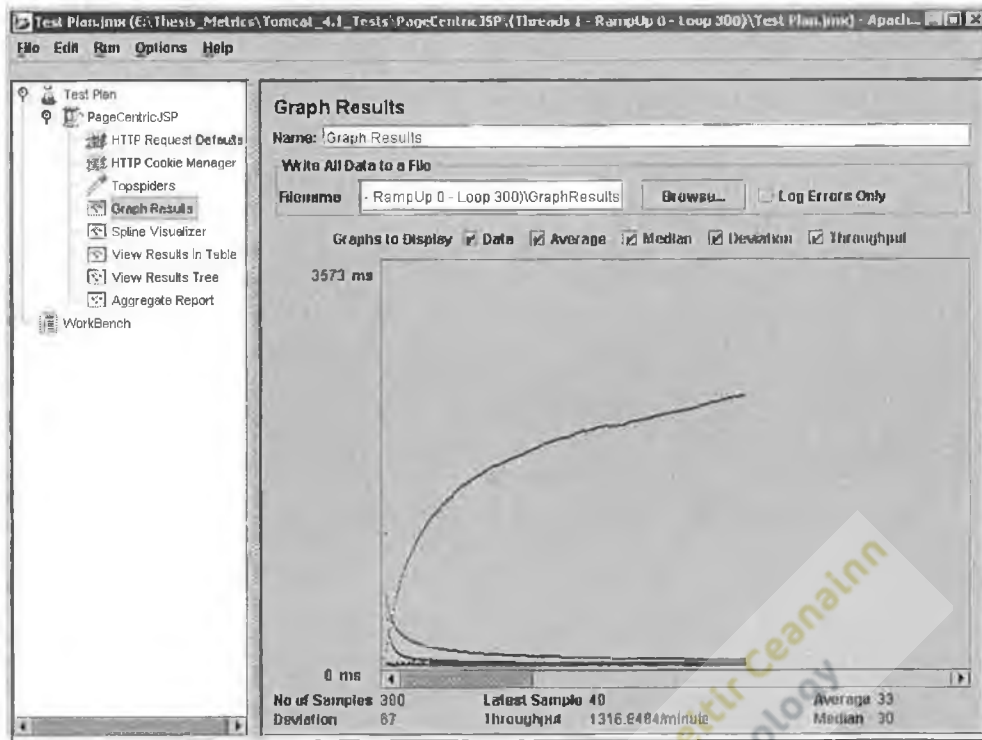 Test Plan.jmx (E:\Thesis_Metrics\Tomcat_4.1_Tests\PageCentricJSP\(Threads 1 - RampUp 0 - Loop 300)\Test Plan.jmx) - Apach...
File Edit Run Options Help
Test Plan
PageCentricJSP
HTTP Request Defaults
HTTP Cookie Manager
Topspiders
Graph Results
Spline Visualizer
View Results in Table
View Results Tree
Aggregate Report
WorkBench
Graph Results
Name: Graph Results
Write All Data to a File
Filename - RampUp 0 - Loop 300)\GraphResults Browse... Log Errors Only
Graphs to Display Data Average Median Deviation Throughput
3573 ms
0 ms
No of Samples 300 Latest Sample 40 Average 33
Deviation 67 Throughput /minute Median 30
Ceanainn